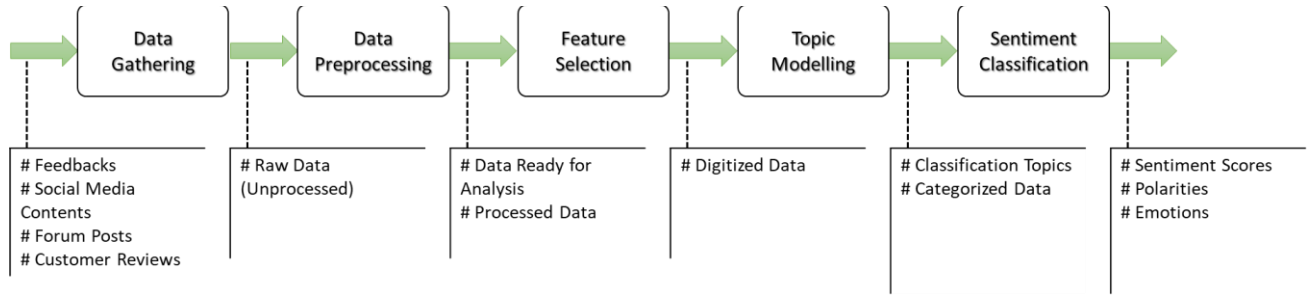 Data
Gathering
Data
Preprocessing
Feature
Selection
Topic
Modelling
Sentiment
Classification
# Feedbacks
# Social Media
Contents
# Forum Posts
# Customer Reviews
# Raw Data
(Unprocessed)
# Data Ready for
Analysis
# Processed Data
# Digitized Data
# Classification Topics
# Categorized Data
# Sentiment Scores
# Polarities
# Emotions